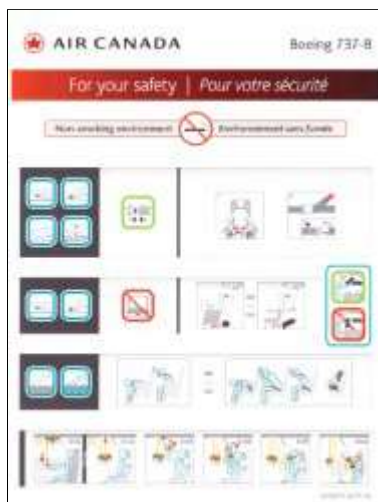 AIR CANADA
Boeing 737-8
For your safety | Pour votre sécurité
Non-smoking environment
Environnement sans fumée